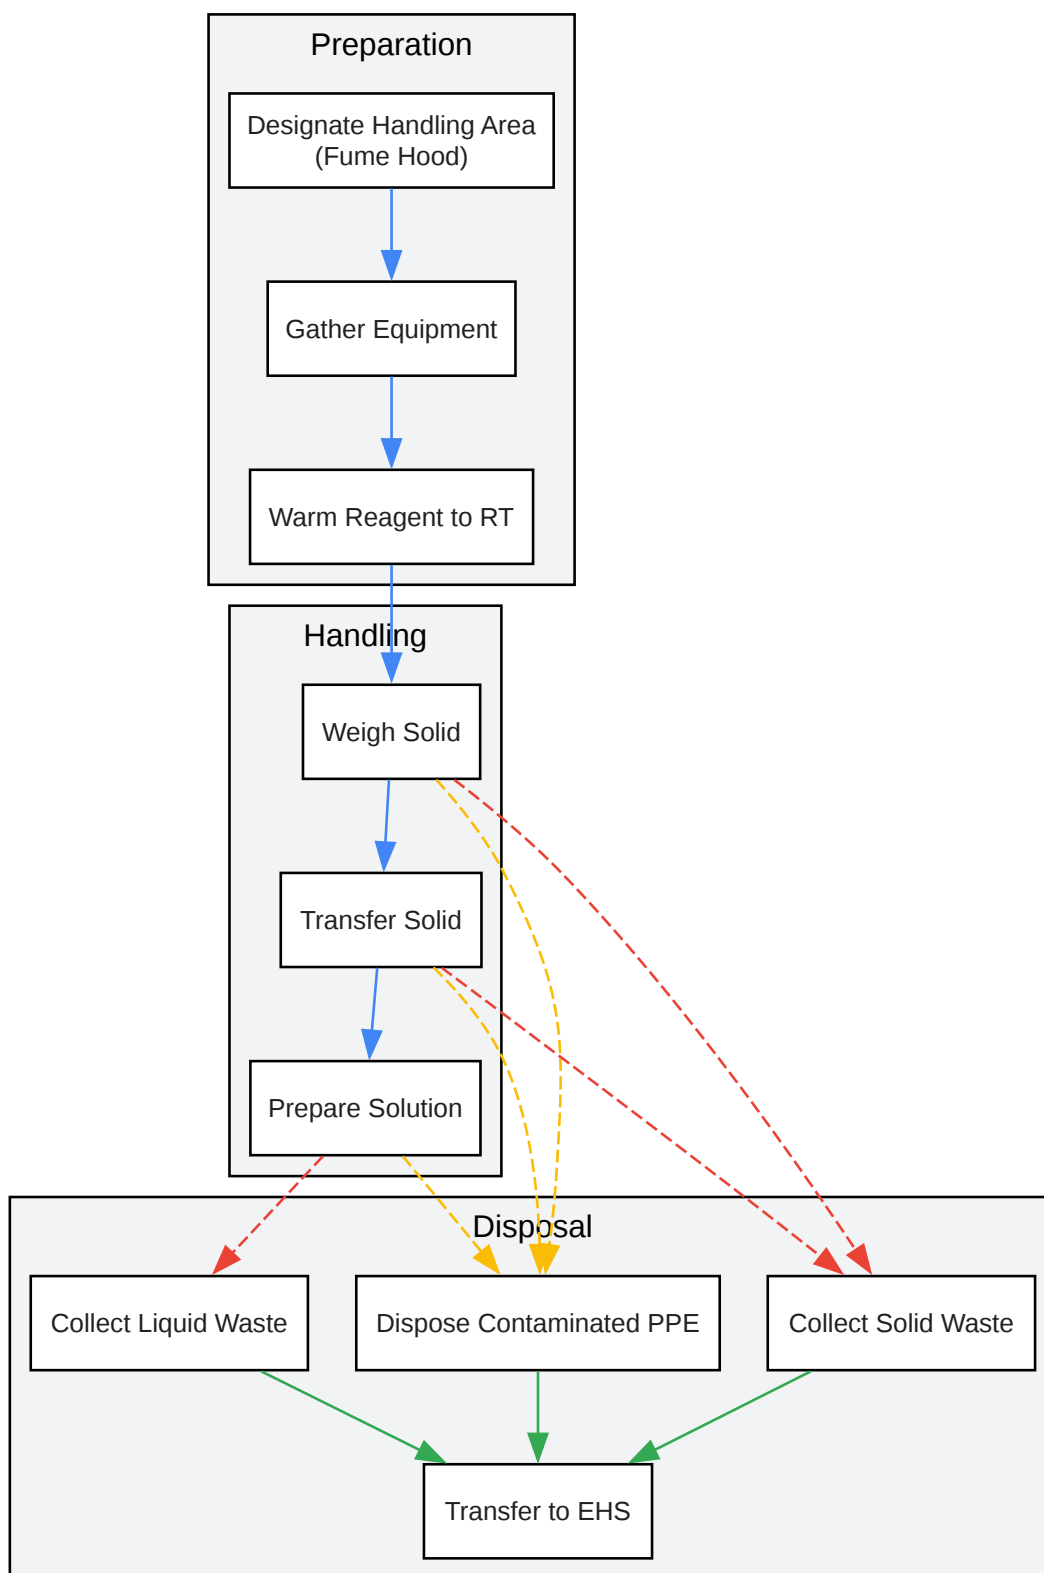 Preparation
Designate Handling Area
(Fume Hood)
Gather Equipment
Warm Reagent to RT
Handling
Weigh Solid
Transfer Solid
Prepare Solution
Disposal
Collect Liquid Waste
Dispose Contaminated PPE
Collect Solid Waste
Transfer to EHS